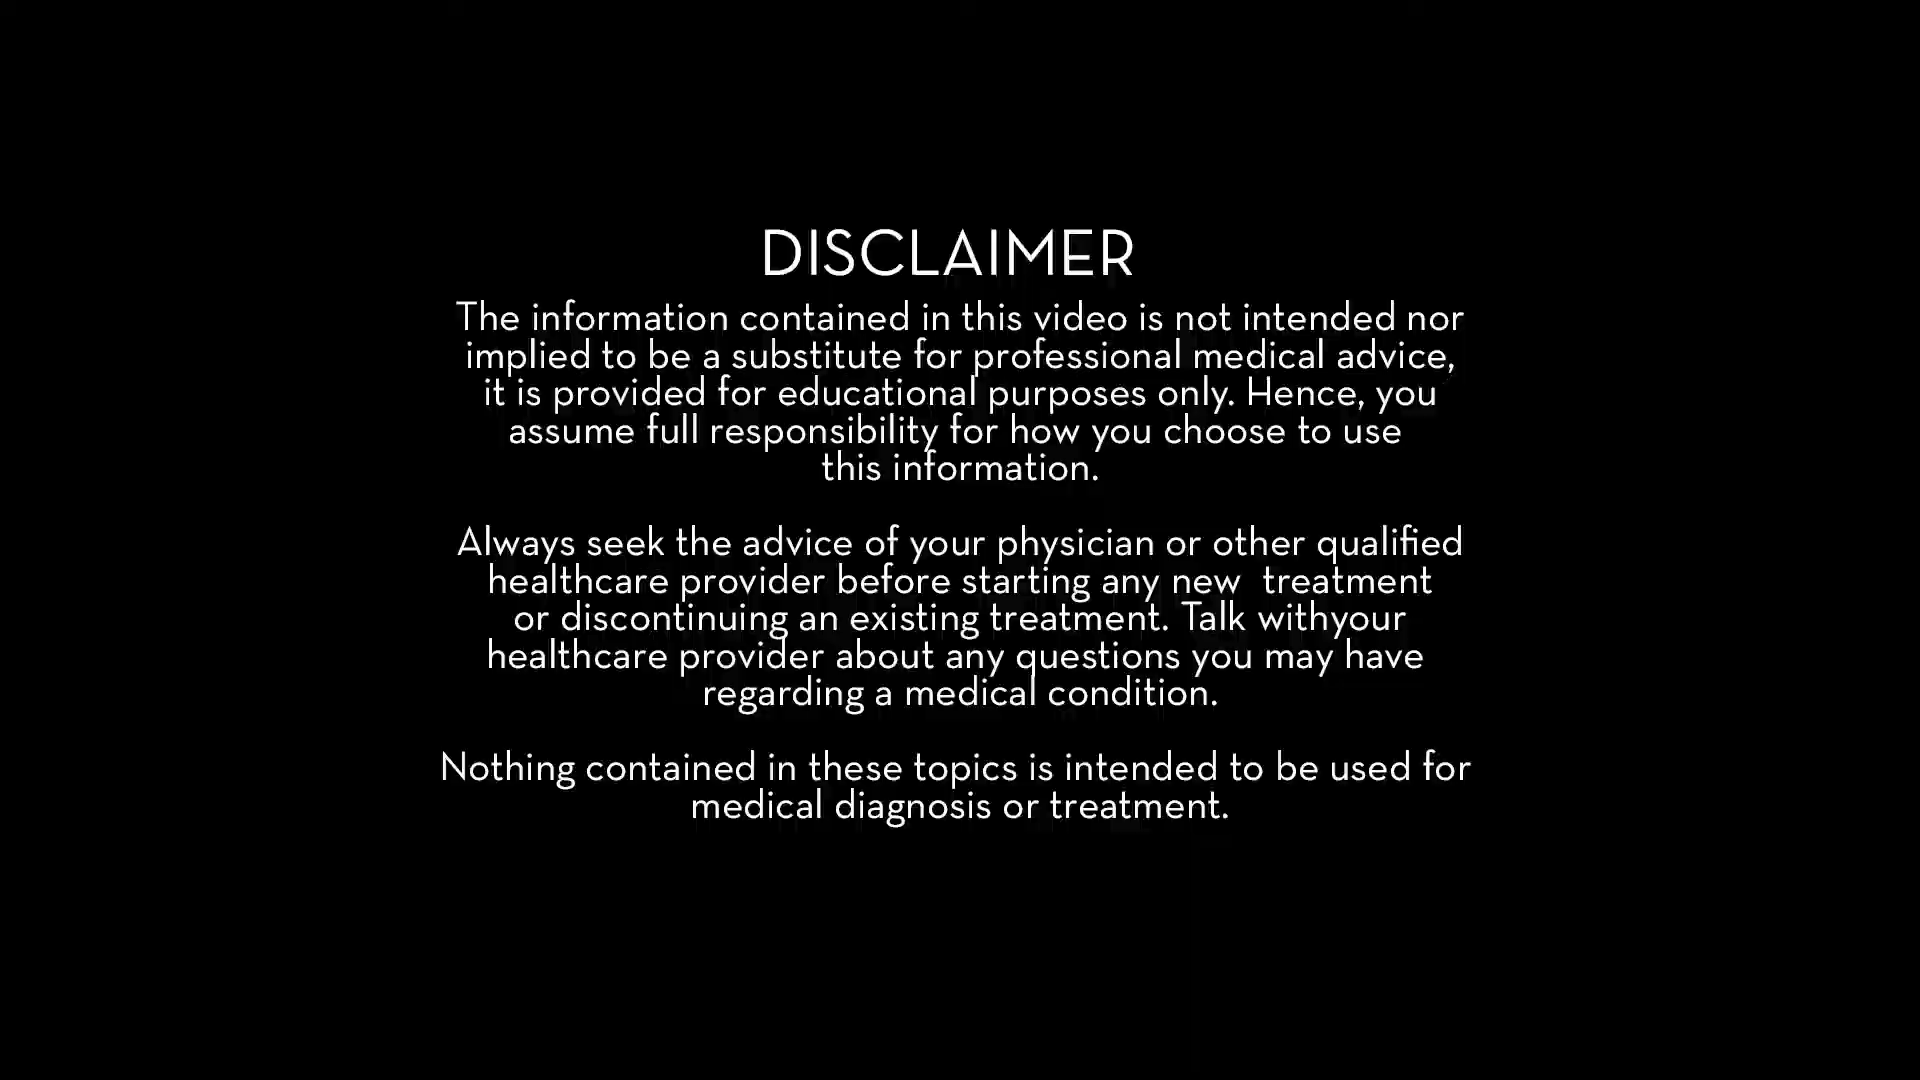 DISCLAIMER
The information contained in this video is not intended nor
implied to be a substitute for professional medical advice,
it is provided for educational purposes only. Hence, you
assume full responsibility for how you choose to use
this information.
Always seek the advice of your physician or other qualified
healthcare provider before starting any new  treatment
or discontinuing an existing treatment. Talk withyour
healthcare provider about any questions you may have
regarding a medical condition.
Nothing contained in these topics is intended to be used for
medical diagnosis or treatment.